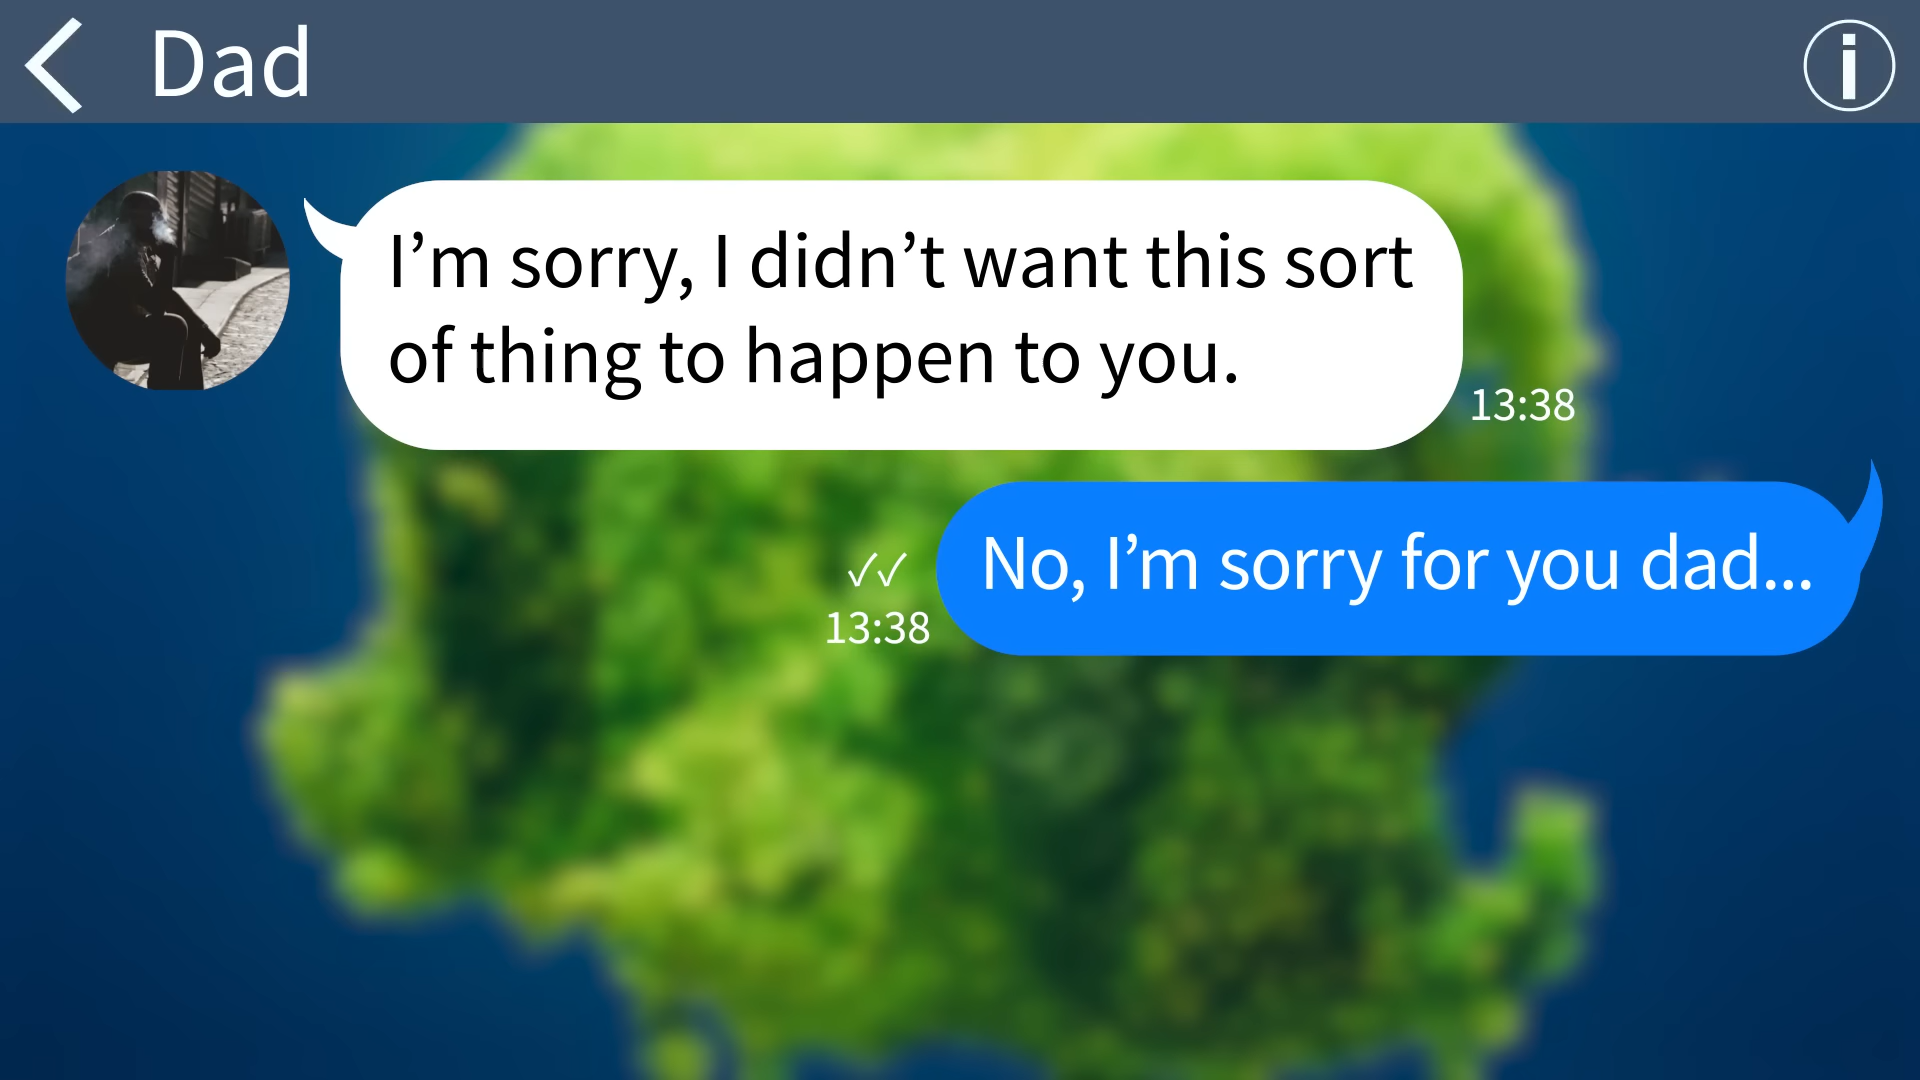 Dad
I’m sorry, I didn’t want this sort
of thing to happen to you.
13:38
No, I’m sorry for you dad...
13:38